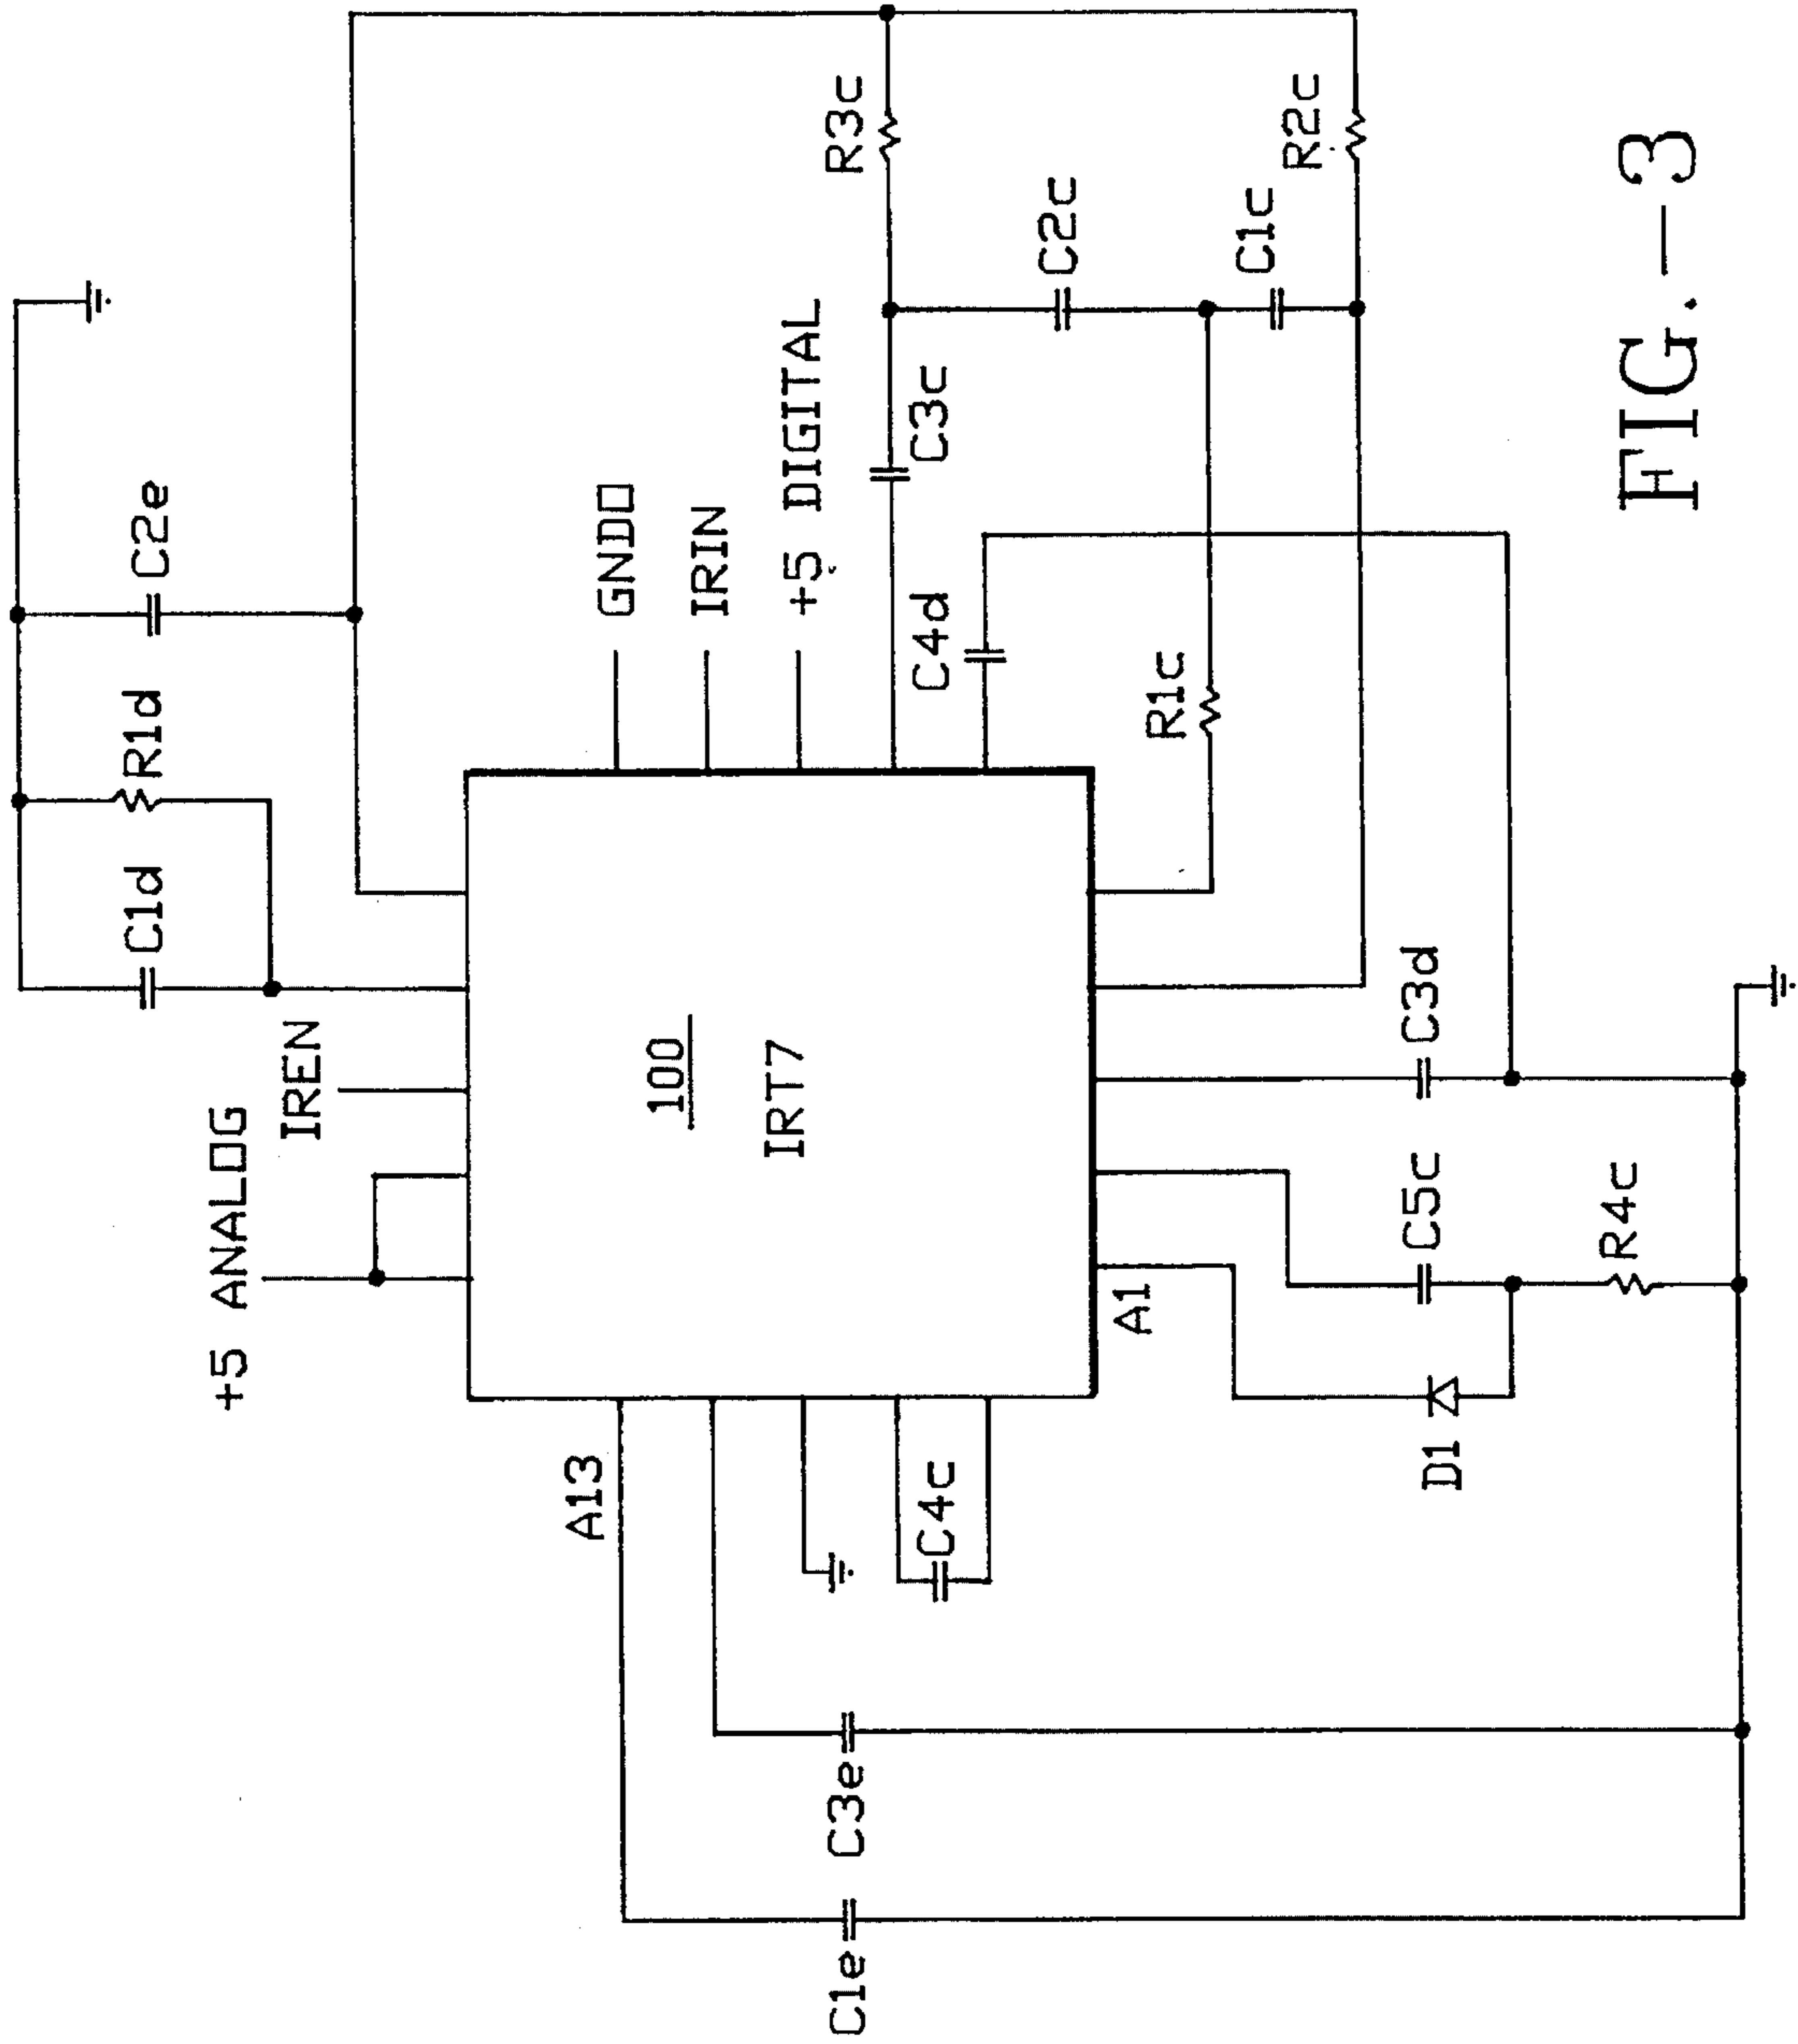 C1d
R1d
C2e
+5 ANALOG
IREN
GNDO
IRIN
+5 DIGITAL
R3c
C3c
C2c
C4d
R1c
C1c
R2c
100
IRT7
A13
C4c
A1
C3e
C1e
D1
C5c
C3d
R4c
FIG.-3